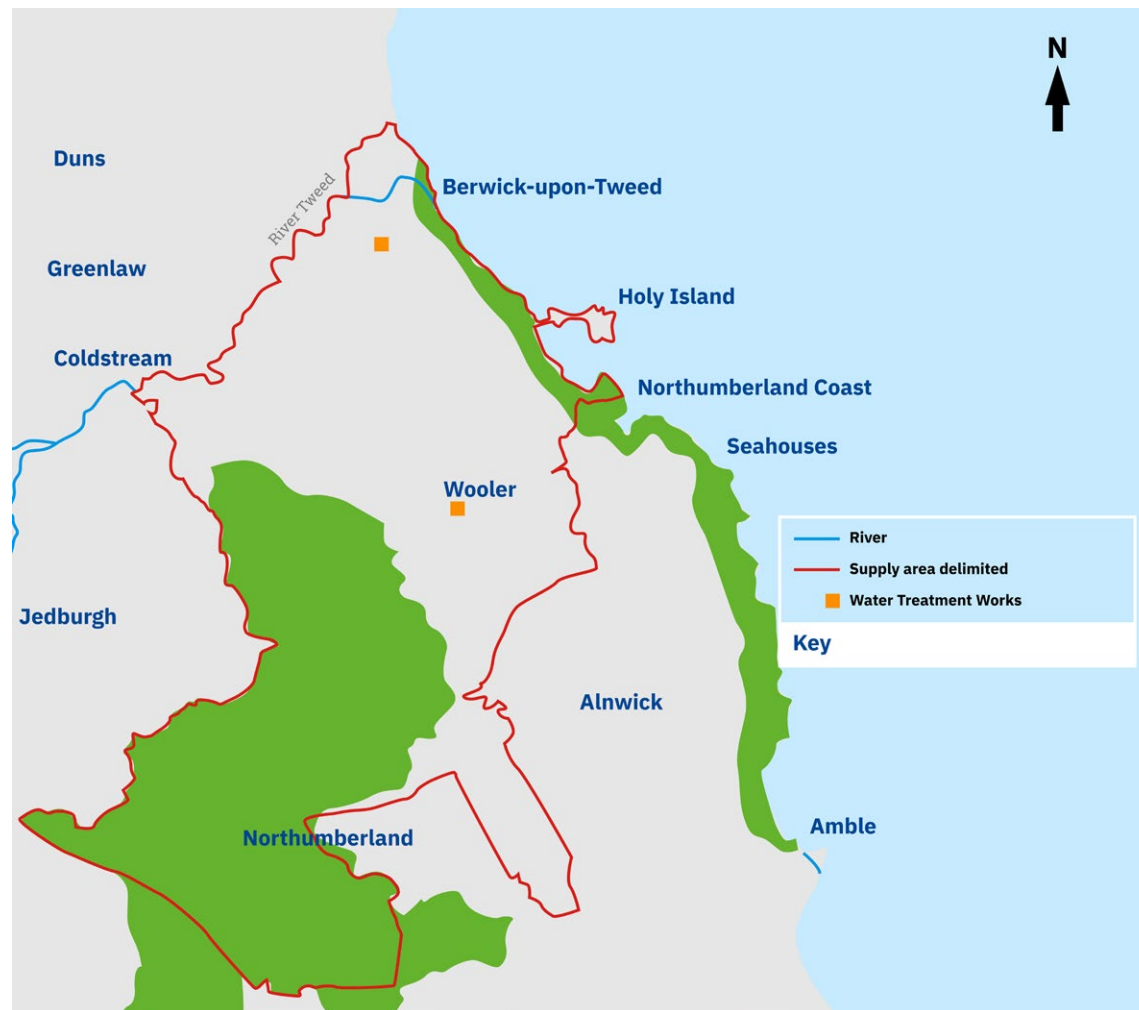 N
Duns
River Tweed
Berwick-upon-Tweed
Greenlaw
Holy Island
Coldstream
Northumberland Coast
Seahouses
Wooler
River
Supply area delimited
Water Treatment Works
Key
Jedburgh
Alnwick
Amble
Northumberland